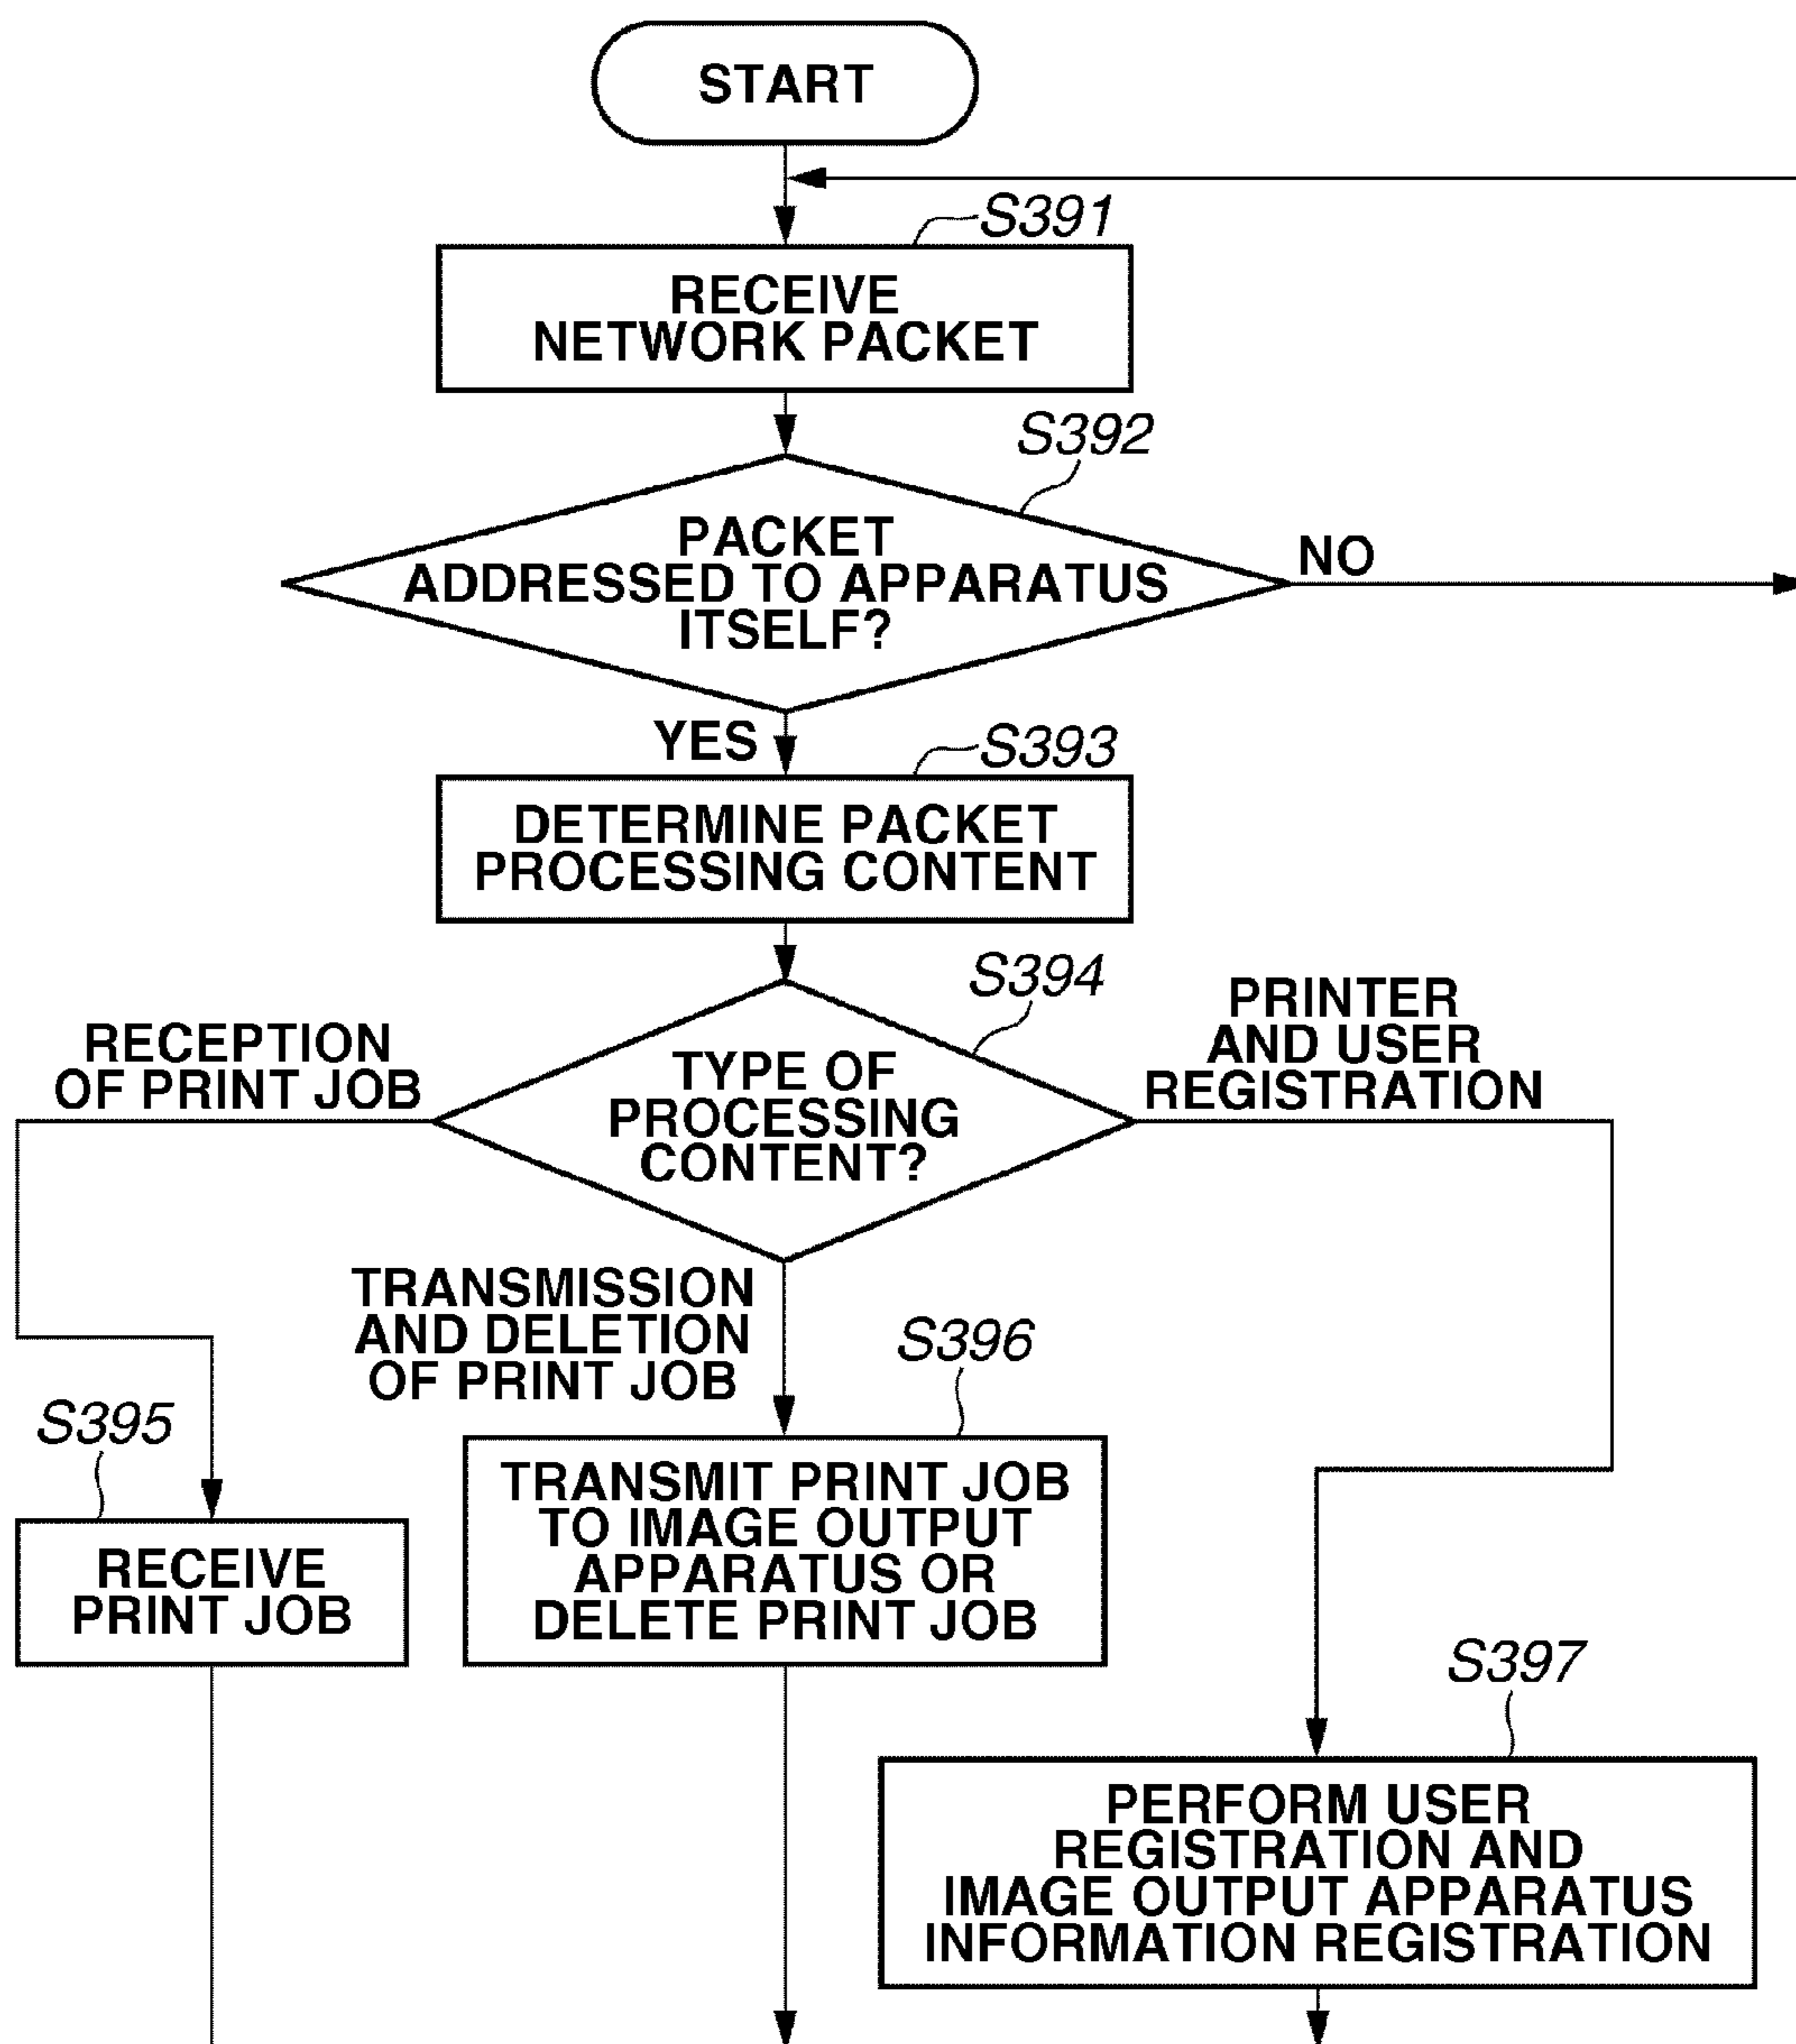 START
S391
RECEIVE
NETWORK PACKET
S392
PACKET
ADDRESSED TO APPARATUS
ITSELF?
NO
YES
S393
DETERMINE PACKET
PROCESSING CONTENT
S394
RECEPTION
OF PRINT JOB
TYPE OF
PROCESSING
CONTENT?
PRINTER
AND USER
REGISTRATION
TRANSMISSION
AND DELETION
OF PRINT JOB
S395
RECEIVE
PRINT JOB
S396
TRANSMIT PRINT JOB
TO IMAGE OUTPUT
APPARATUS OR
DELETE PRINT JOB
S397
PERFORM USER
REGISTRATION AND
IMAGE OUTPUT APPARATUS
INFORMATION REGISTRATION